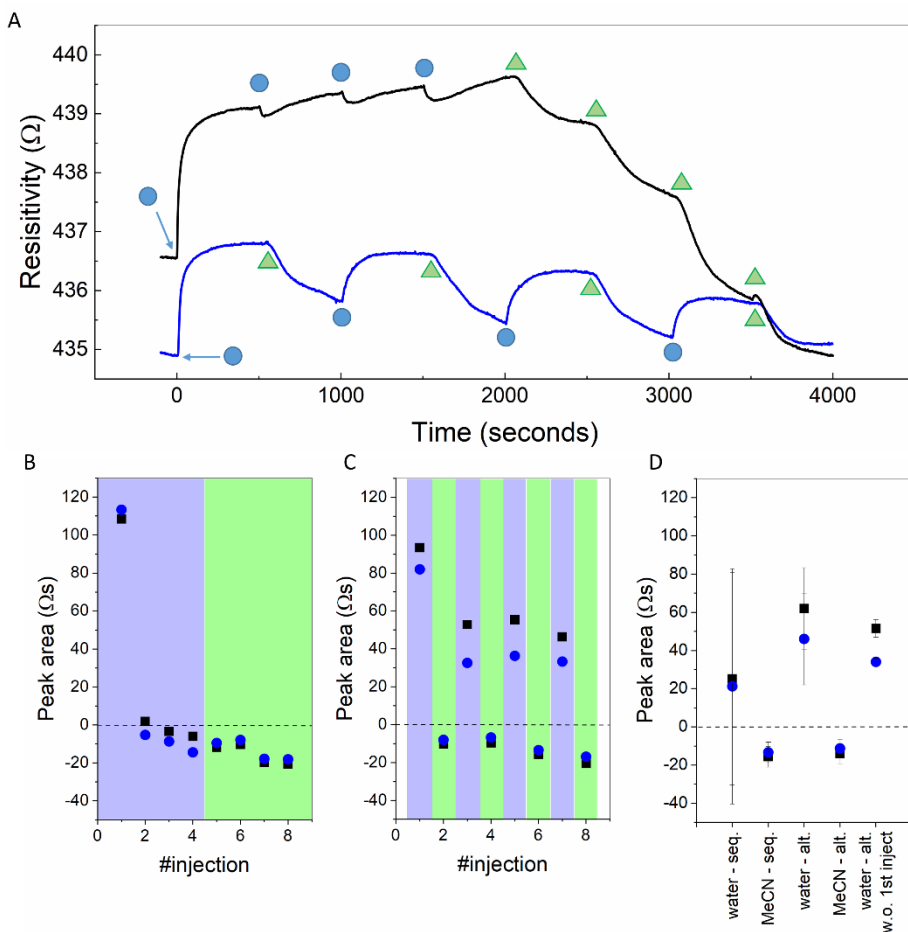 A
440
439
438
437
436
435
Resisitivity (Ω)
0
1000
2000
3000
4000
Time (seconds)
B
120
100
80
60
40
20
0
-20
-40
Peak area (Ωs)
0
2
4
6
8
#injection
C
120
100
80
60
40
20
0
-20
-40
Peak area (Ωs)
0
2
4
6
8
#injection
D
120
100
80
60
40
20
0
-20
-40
Peak area (Ωs)
water - seq.
MeCN - seq.
water - alt.
MeCN - alt.
water - alt.
w.o. 1st inject